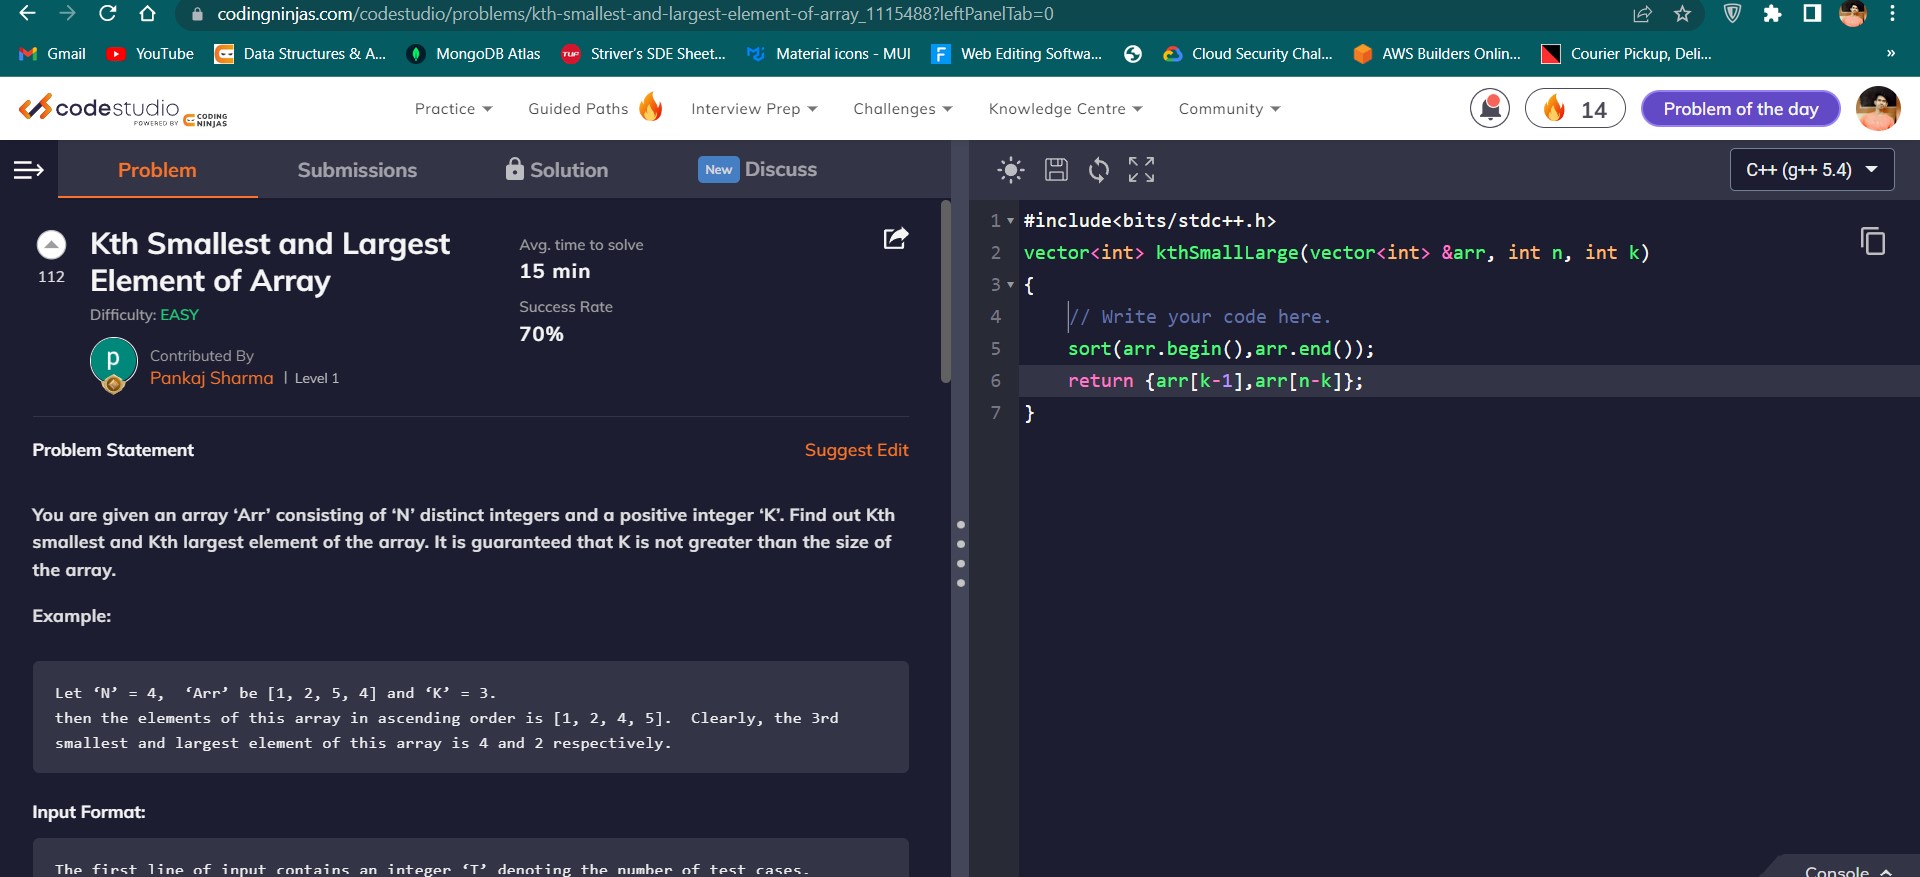 codingninjas.com/codestudio/problems/kth-smallest-and-largest-element-of-array_1115488?leftPanelTab=0
Gmail YouTube Data Structures & A... MongoDB Atlas TUF Striver's SDE Sheet... Material icons - MUI F Web Editing Softwa... Cloud Security Chal... AWS Builders Onlin... Courier Pickup, Deli... »
codestudio
POWERED BY CODING NINJAS
Practice Guided Paths Interview Prep Challenges Knowledge Centre Community 14 Problem of the day
Problem Submissions Solution New Discuss
Kth Smallest and Largest
Element of Array
112
Difficulty: EASY
p
Contributed By
Pankaj Sharma | Level 1
Avg. time to solve
15 min
Success Rate
70%
Problem Statement Suggest Edit
You are given an array ‘Arr’ consisting of ‘N’ distinct integers and a positive integer ‘K’. Find out Kth
smallest and Kth largest element of the array. It is guaranteed that K is not greater than the size of
the array.
Example:
Let ‘N’ = 4, ‘Arr’ be [1, 2, 5, 4] and ‘K’ = 3.
then the elements of this array in ascending order is [1, 2, 4, 5]. Clearly, the 3rd
smallest and largest element of this array is 4 and 2 respectively.
Input Format:
The first line of input contains an integer ‘T’ denoting the number of test cases.
C++ (g++ 5.4)
1 #include<bits/stdc++.h>
2 vector<int> kthSmallLarge(vector<int> &arr, int n, int k)
3 {
4 // Write your code here.
5 sort(arr.begin(),arr.end());
6 return {arr[k-1],arr[n-k]};
7 }
Console